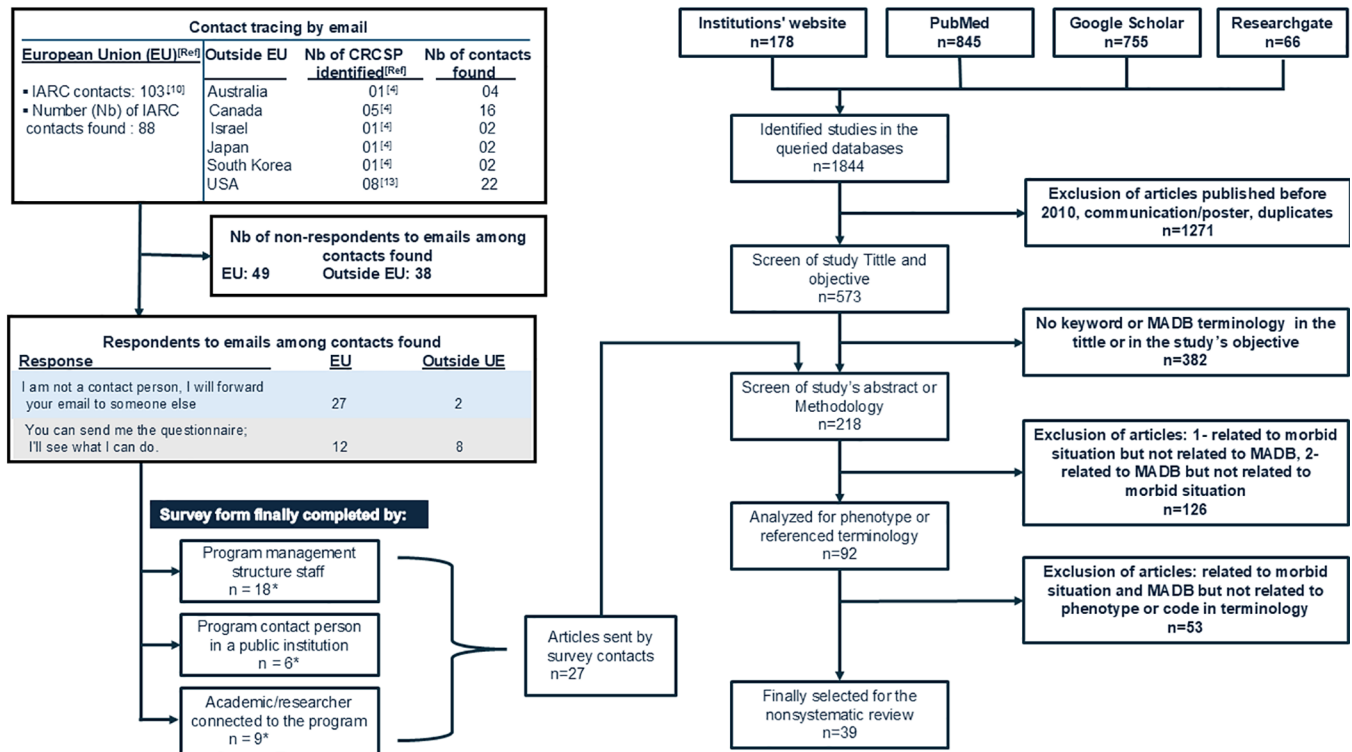 Contact tracing by email
European Union (EU)[Ref]
▪ IARC contacts: 103[10]
▪ Number (Nb) of IARC
contacts found : 88
Outside EU Nb of CRCSP Nb of contacts
identified[Ref] found
Australia 01[4] 04
Canada 05[4] 16
Israel 01[4] 02
Japan 01[4] 02
South Korea 01[4] 02
USA 08[13] 22
Nb of non-respondents to emails among
contacts found
EU: 49 Outside EU: 38
Respondents to emails among contacts found
Response EU Outside UE
I am not a contact person, I will forward
your email to someone else 27 2
You can send me the questionnaire;
I'll see what I can do. 12 8
Survey form finally completed by:
Program management
structure staff
n = 18*
Program contact person
in a public institution
n = 6*
Academic/researcher
connected to the program
n = 9*
Articles sent by
survey contacts
n=27
Institutions' website
n=178
PubMed
n=845
Google Scholar
n=755
Researchgate
n=66
Identified studies in the
queried databases
n=1844
Exclusion of articles published before
2010, communication/poster, duplicates
n=1271
Screen of study Tittle and
objective
n=573
No keyword or MADB terminology in the
tittle or in the study's objective
n=382
Screen of study's abstract or
Methodology
n=218
Exclusion of articles: 1- related to morbid
situation but not related to MADB, 2-
related to MADB but not related to
morbid situation
n=126
Analyzed for phenotype or
referenced terminology
n=92
Exclusion of articles: related to morbid
situation and MADB but not related to
phenotype or code in terminology
n=53
Finally selected for the
nonsystematic review
n=39